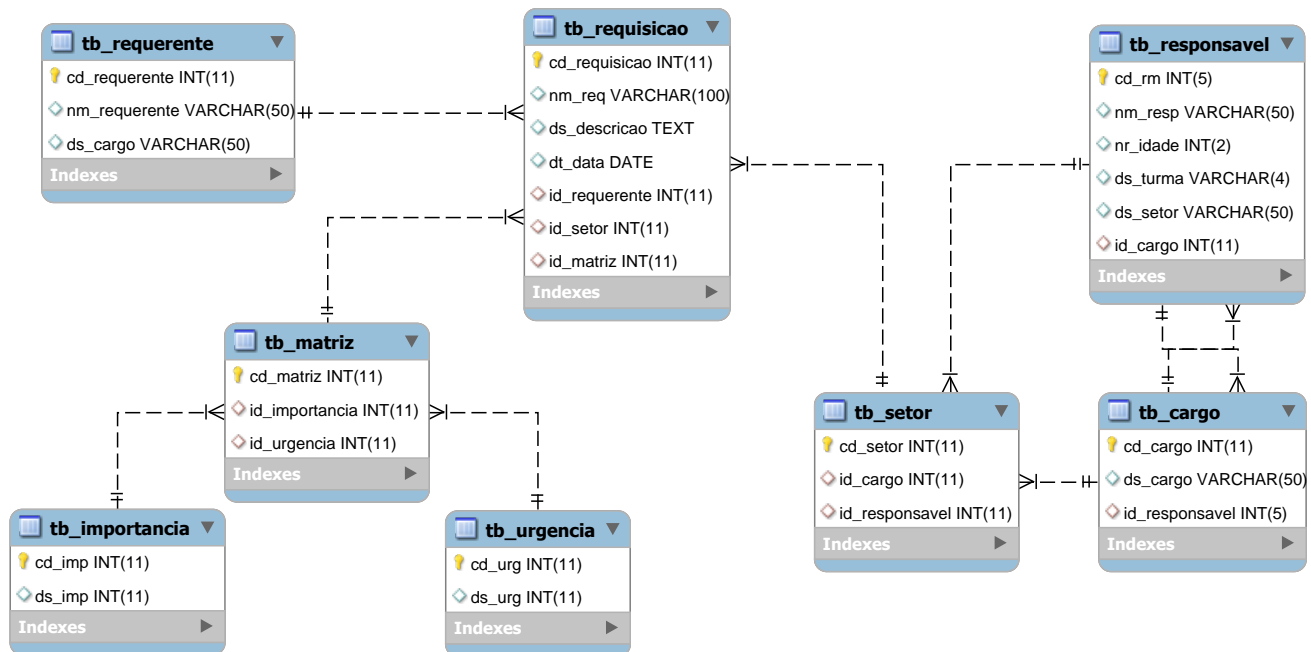 tb_requerente
cd_requerente INT(11)
nm_requerente VARCHAR(50)
ds_cargo VARCHAR(50)
Indexes
tb_requisicao
cd_requisicao INT(11)
nm_req VARCHAR(100)
ds_descricao TEXT
dt_data DATE
id_requerente INT(11)
id_setor INT(11)
id_matriz INT(11)
Indexes
tb_responsavel
cd_rm INT(5)
nm_resp VARCHAR(50)
nr_idade INT(2)
ds_turma VARCHAR(4)
ds_setor VARCHAR(50)
id_cargo INT(11)
Indexes
tb_matriz
cd_matriz INT(11)
id_importancia INT(11)
id_urgencia INT(11)
Indexes
tb_setor
cd_setor INT(11)
id_cargo INT(11)
id_responsavel INT(11)
Indexes
tb_cargo
cd_cargo INT(11)
ds_cargo VARCHAR(50)
id_responsavel INT(5)
Indexes
tb_importancia
cd_imp INT(11)
ds_imp INT(11)
Indexes
tb_urgencia
cd_urg INT(11)
ds_urg INT(11)
Indexes